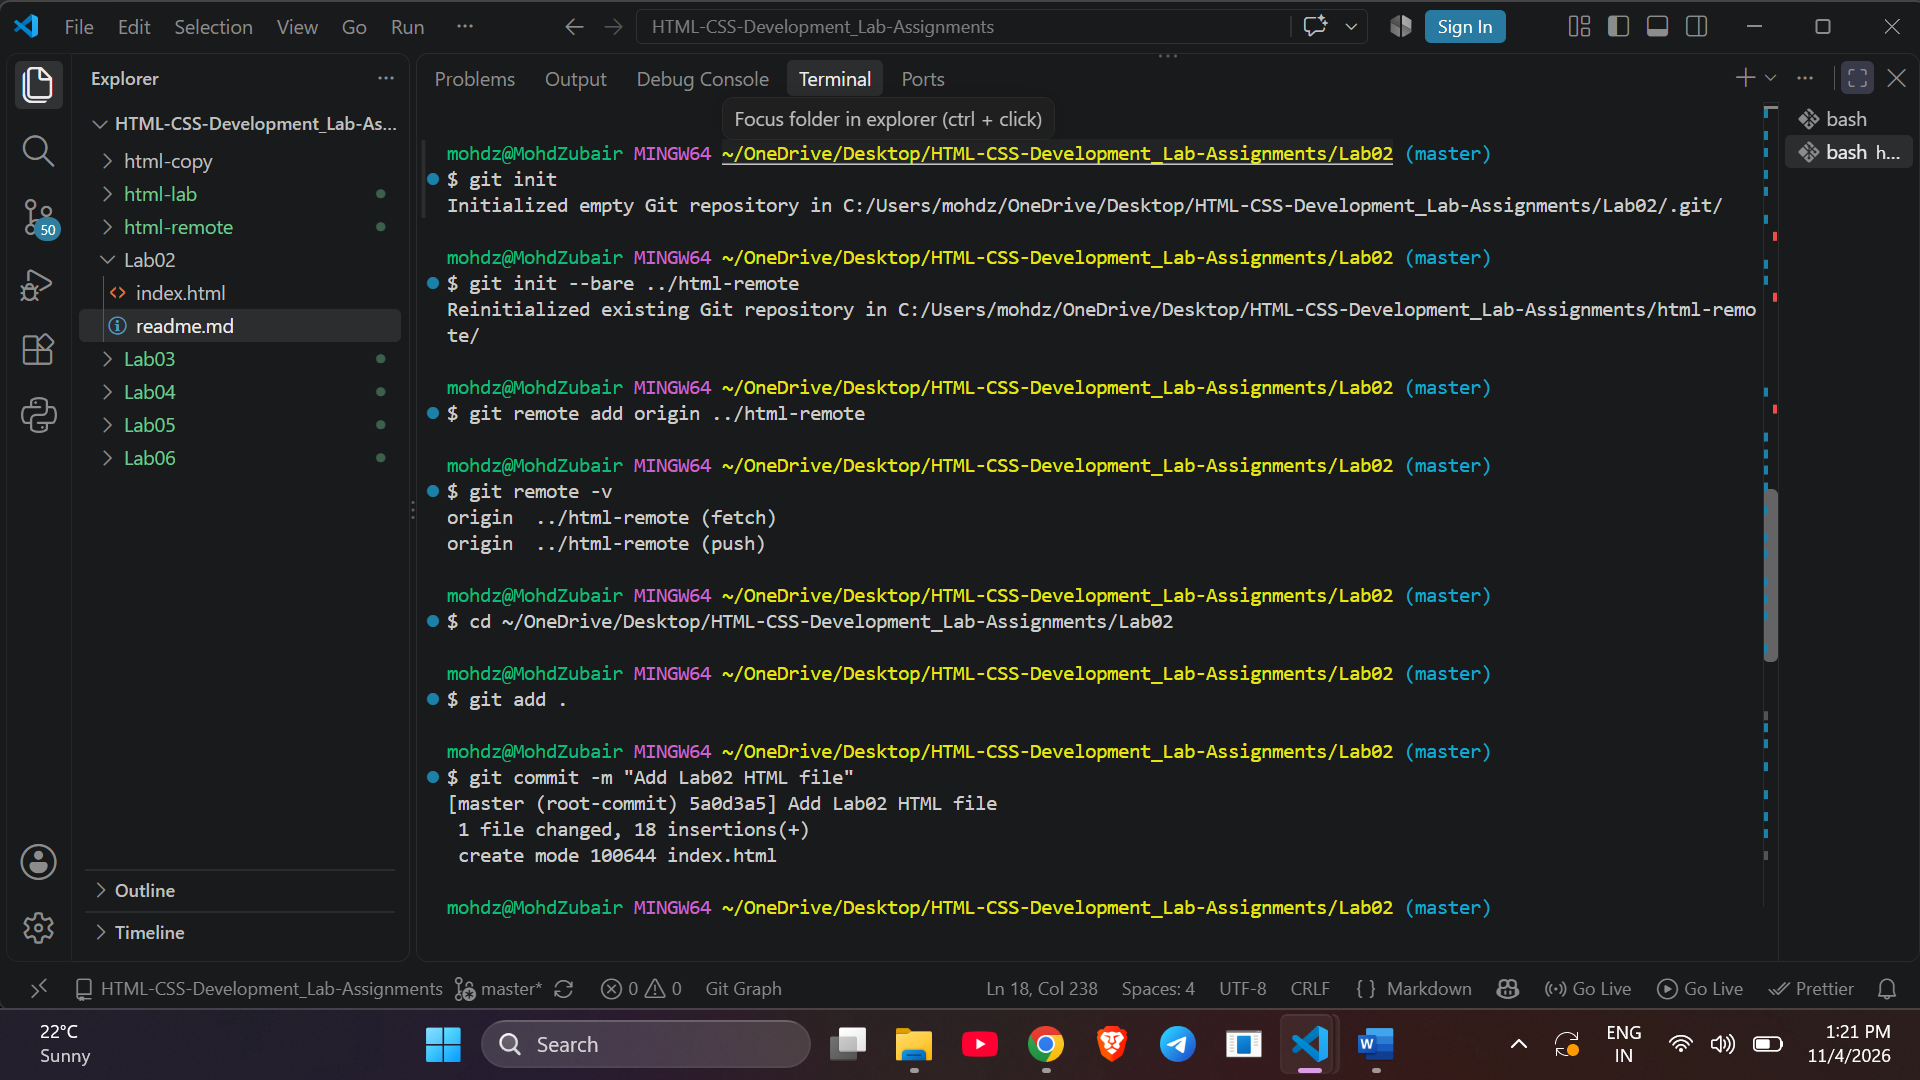 File Edit Selection View Go Run ··· HTML-CSS-Development_Lab-Assignments Sign In
Explorer
HTML-CSS-Development_Lab-As...
html-copy
html-lab
html-remote
50
Lab02
index.html
readme.md
Lab03
Lab04
Lab05
Lab06
Outline
Timeline
Problems Output Debug Console Terminal Ports
Focus folder in explorer (ctrl + click)
bash
bash h...
mohdz@MohdZubair MINGW64 ~/OneDrive/Desktop/HTML-CSS-Development_Lab-Assignments/Lab02 (master)
$ git init
Initialized empty Git repository in C:/Users/mohdz/OneDrive/Desktop/HTML-CSS-Development_Lab-Assignments/Lab02/.git/
mohdz@MohdZubair MINGW64 ~/OneDrive/Desktop/HTML-CSS-Development_Lab-Assignments/Lab02 (master)
$ git init --bare ../html-remote
Reinitialized existing Git repository in C:/Users/mohdz/OneDrive/Desktop/HTML-CSS-Development_Lab-Assignments/html-remo
te/
mohdz@MohdZubair MINGW64 ~/OneDrive/Desktop/HTML-CSS-Development_Lab-Assignments/Lab02 (master)
$ git remote add origin ../html-remote
mohdz@MohdZubair MINGW64 ~/OneDrive/Desktop/HTML-CSS-Development_Lab-Assignments/Lab02 (master)
$ git remote -v
origin  ../html-remote (fetch)
origin  ../html-remote (push)
mohdz@MohdZubair MINGW64 ~/OneDrive/Desktop/HTML-CSS-Development_Lab-Assignments/Lab02 (master)
$ cd ~/OneDrive/Desktop/HTML-CSS-Development_Lab-Assignments/Lab02
mohdz@MohdZubair MINGW64 ~/OneDrive/Desktop/HTML-CSS-Development_Lab-Assignments/Lab02 (master)
$ git add .
mohdz@MohdZubair MINGW64 ~/OneDrive/Desktop/HTML-CSS-Development_Lab-Assignments/Lab02 (master)
$ git commit -m "Add Lab02 HTML file"
[master (root-commit) 5a0d3a5] Add Lab02 HTML file
 1 file changed, 18 insertions(+)
 create mode 100644 index.html
mohdz@MohdZubair MINGW64 ~/OneDrive/Desktop/HTML-CSS-Development_Lab-Assignments/Lab02 (master)
HTML-CSS-Development_Lab-Assignments master* 0 0 Git Graph Ln 18, Col 238 Spaces: 4 UTF-8 CRLF { } Markdown Go Live Go Live Prettier
22°C
Sunny
Search
W
ENG
IN
1:21 PM
11/4/2026